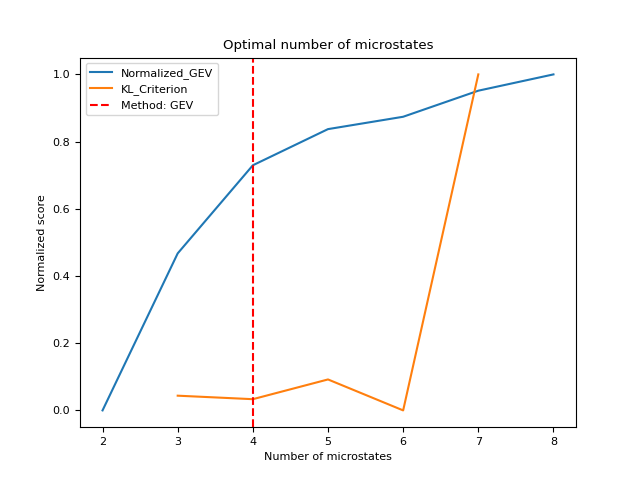 Optimal number of microstates
Normalized_GEV
KL_Criterion
Method: GEV
Normalized score
1.0
0.8
0.6
0.4
0.2
0.0
2 3 4 5 6 7 8
Number of microstates